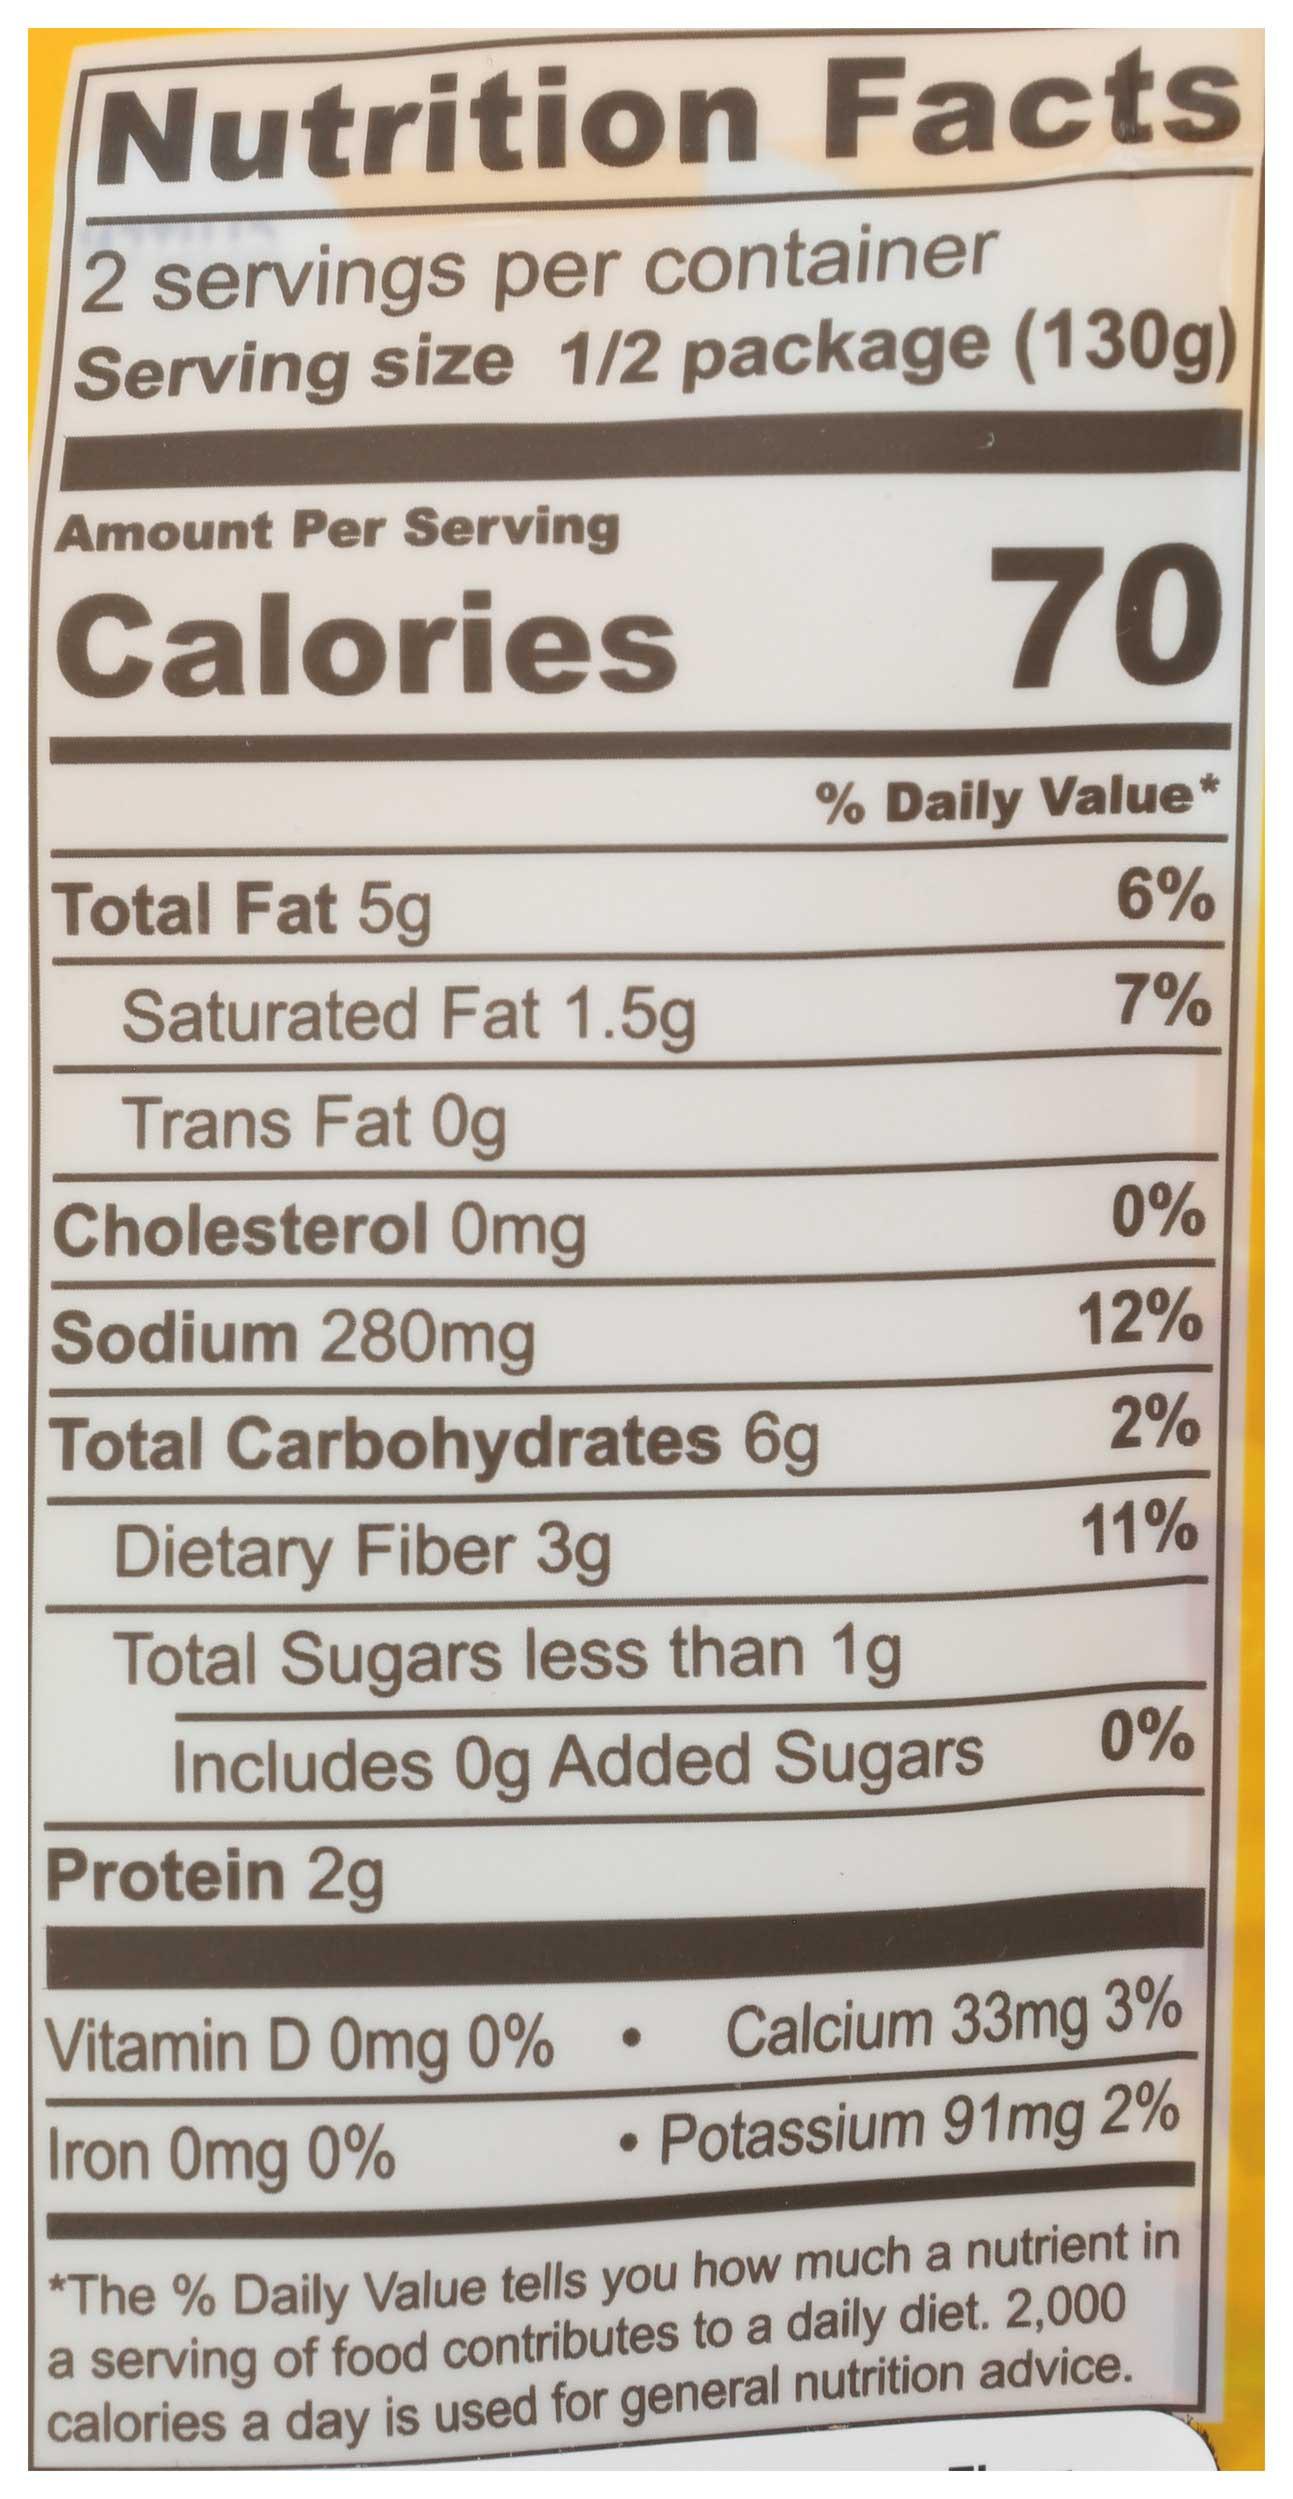 Nutrition Facts
2 servings per container
Serving size 1/2 package (130g)
Amount Per Serving
Calories 70
% Daily Value*
Total Fat 5g 6%
Saturated Fat 1.5g 7%
Trans Fat 0g
Cholesterol 0mg 0%
Sodium 280mg 12%
Total Carbohydrates 6g 2%
Dietary Fiber 3g 11%
Total Sugars less than 1g
Includes 0g Added Sugars 0%
Protein 2g
Vitamin D 0mg 0% • Calcium 33mg 3%
Iron 0mg 0% • Potassium 91mg 2%
*The % Daily Value tells you how much a nutrient in
a serving of food contributes to a daily diet. 2,000
calories a day is used for general nutrition advice.